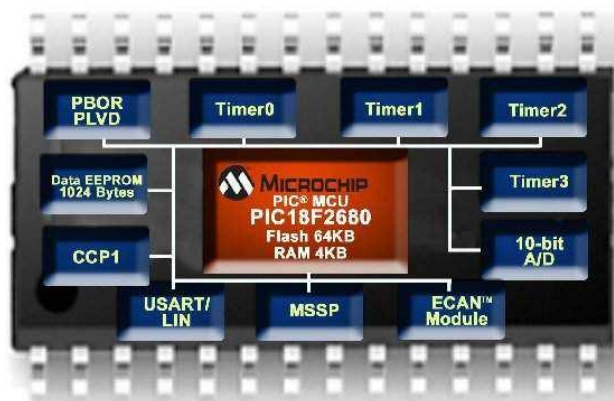 PBOR
PLVD
Timer0
Timer1
Timer2
Data EEPROM
1024 Bytes
MICROCHIP
PIC® MCU
PIC18F2680
Flash 64KB
RAM 4KB
Timer3
CCP1
10-bit
A/D
USART/
LIN
MSSP
ECAN™
Module